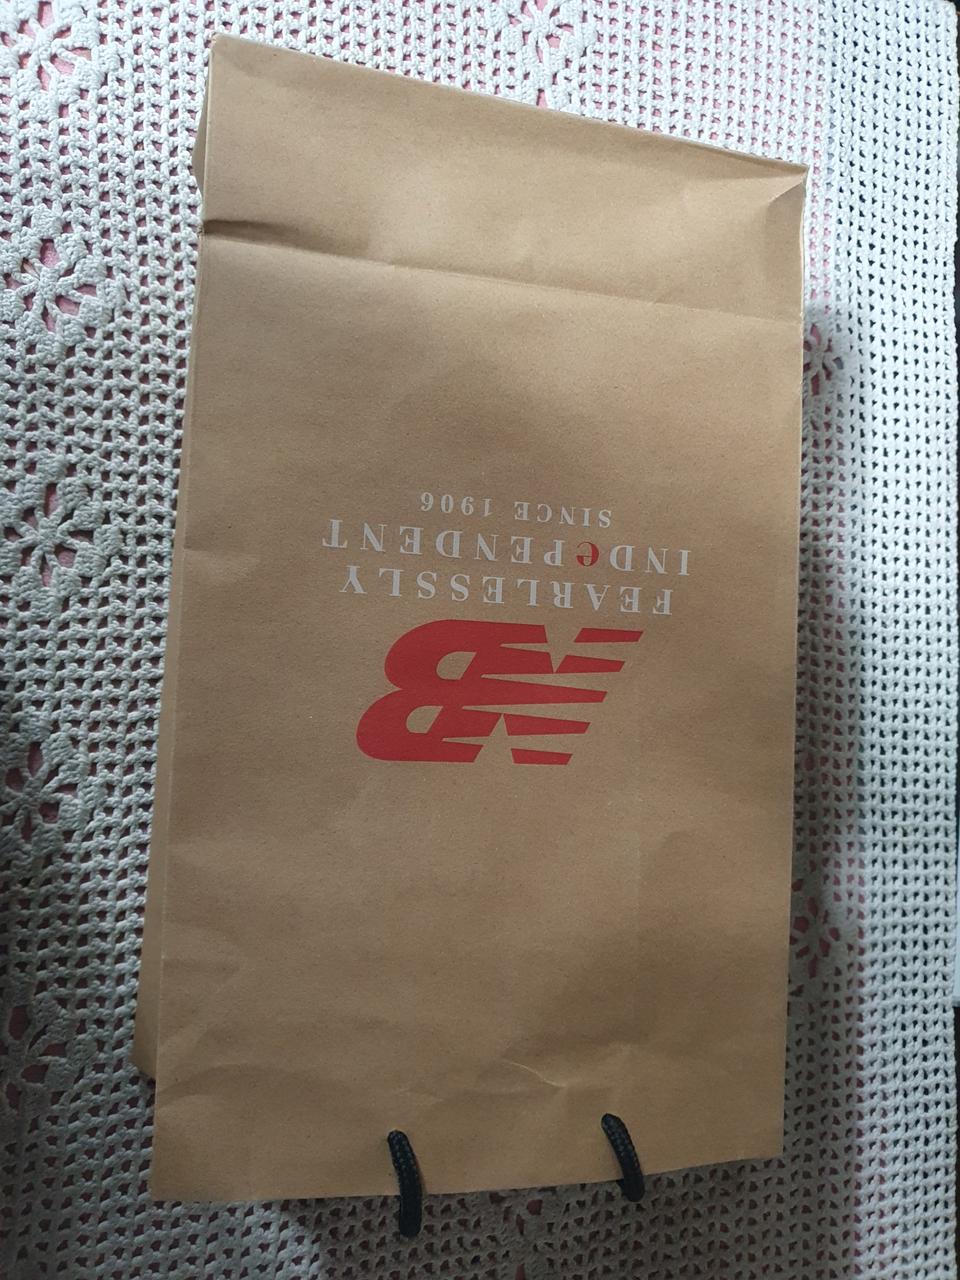 NB
FEARLESSLY
INDePENDENT
SINCE 1906